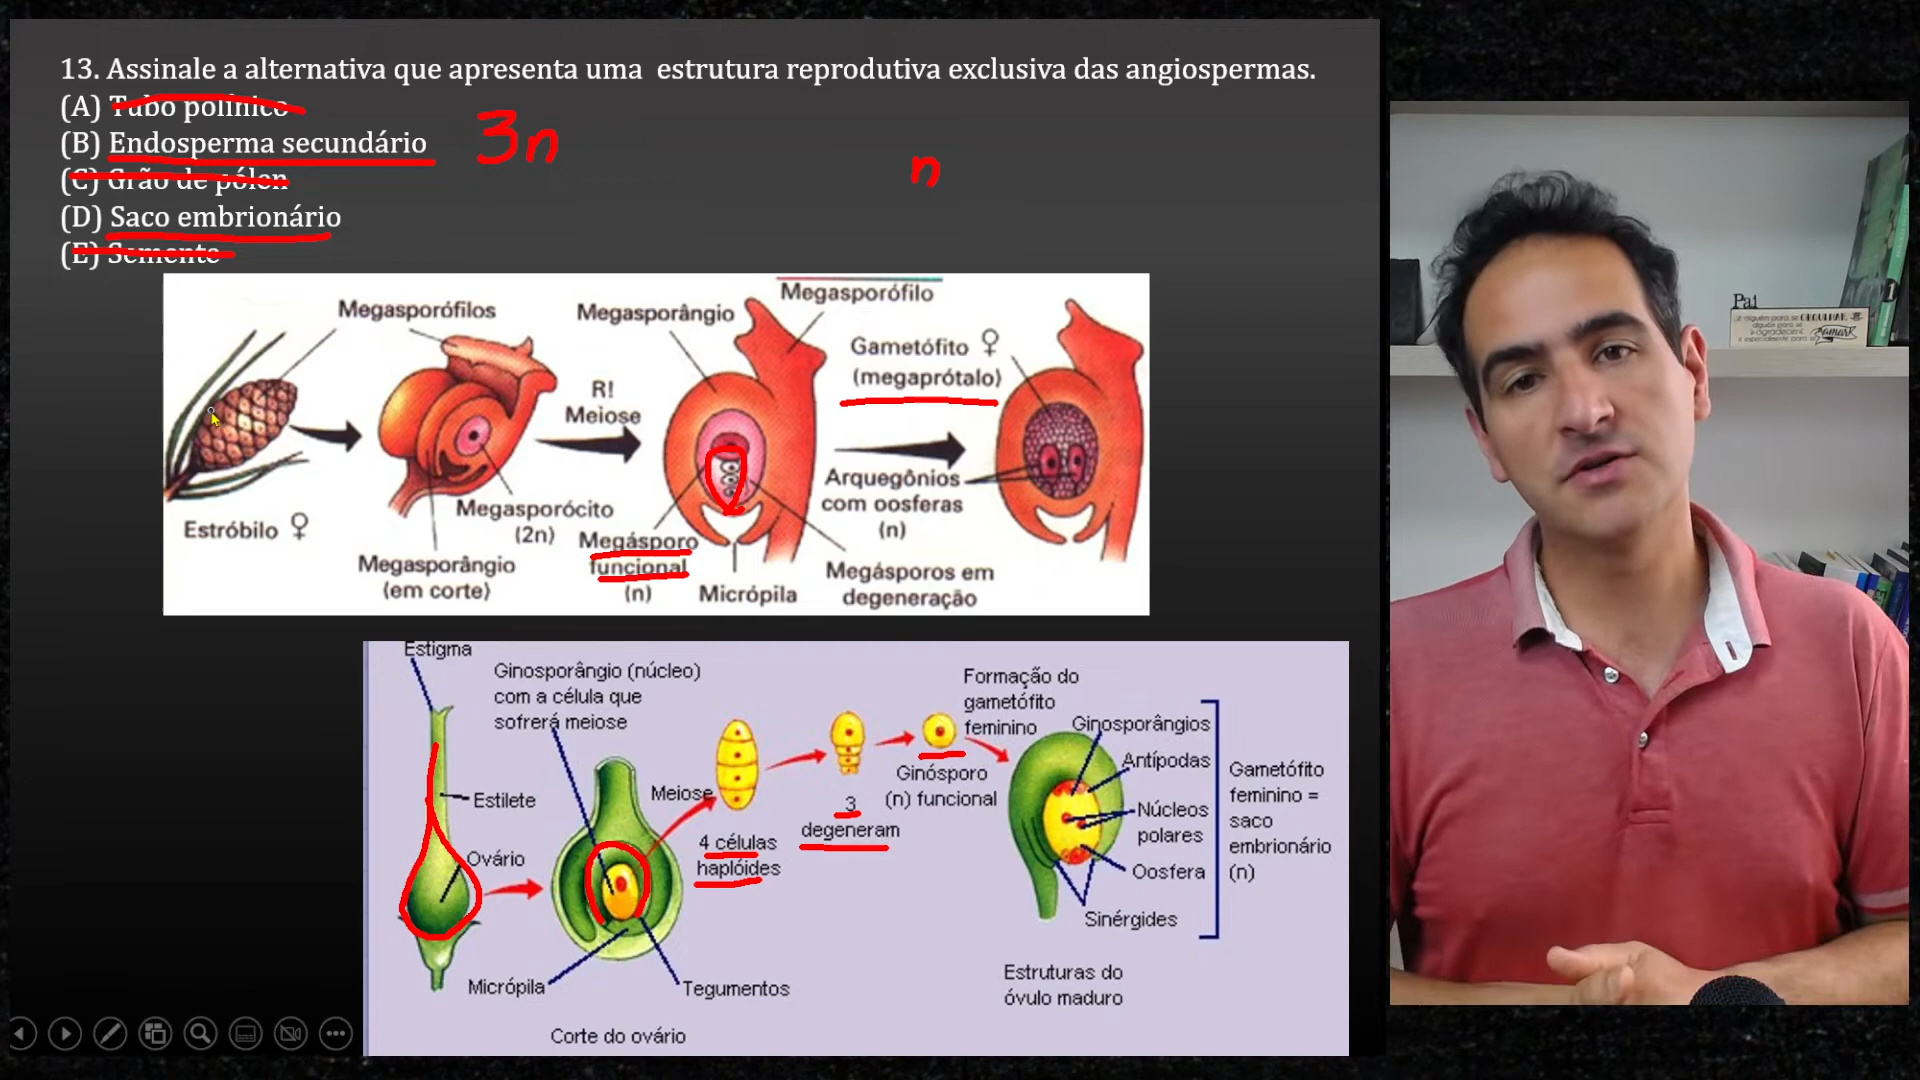 13. Assinale a alternativa que apresenta uma estrutura reprodutiva exclusiva das angiospermas.
(A) Tubo polínico
(B) Endosperma secundário
3n
n
(C) Grão de pólen
(D) Saco embrionário
(E) Semente
Megasporófilos
Megasporângio
Megasporófilo
Gametófito ♀
(megaprótalo)
R!
Meiose
Estróbilo ♀
Megasporócito
(2n)
Megasporângio
(em corte)
Megásporo
funcional
(n)
Micrópila
Arquegônios
com oosferas
(n)
Megásporos em
degeneração
Estigma
Estilete
Ovário
Ginosporângio (núcleo)
com a célula que
sofrerá meiose
Meiose
4 células
haplóides
3
degeneram
Ginósporo
(n) funcional
Formação do
gametófito
feminino
Ginosporângios
Antípodas
Núcleos
polares
Oosfera
Sinérgides
Gametófito
feminino =
saco
embrionário
(n)
Micrópila
Tegumentos
Corte do ovário
Estruturas do
óvulo maduro
Pai
ORGULHAR
1